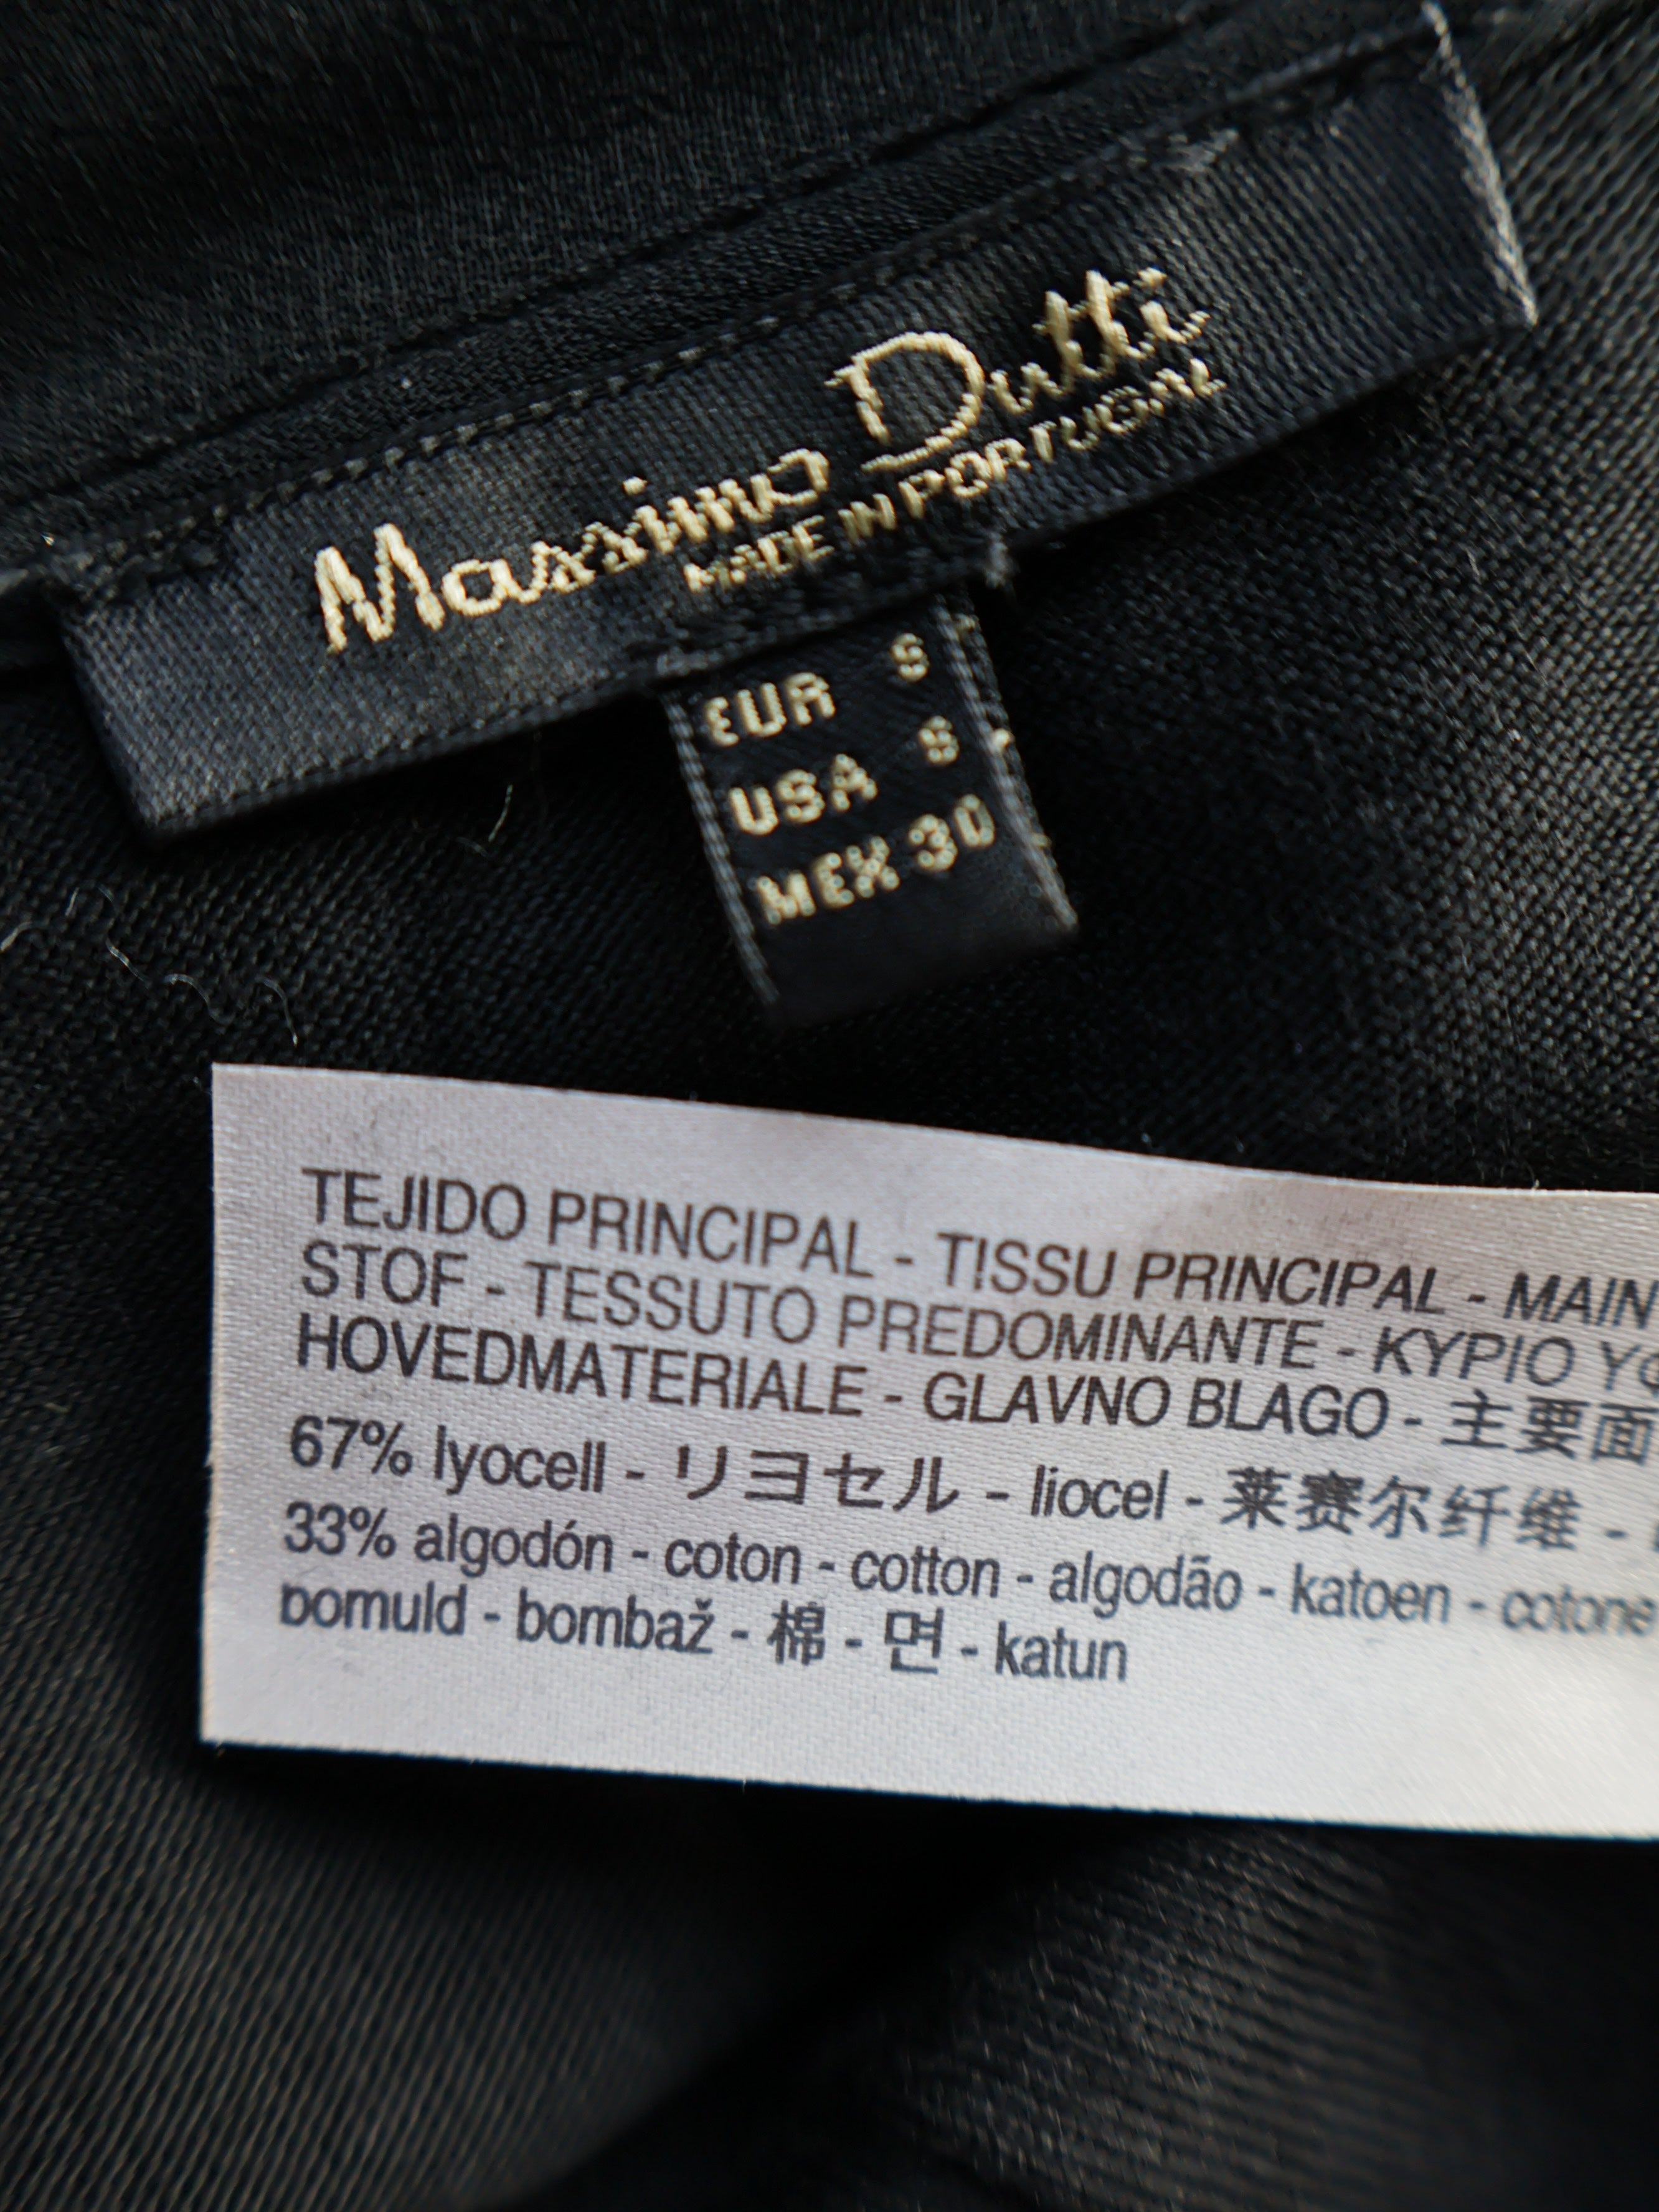 Massimo Dutti
MADE IN PORTUGAL
EUR S
USA S
MEX 30
TEJIDO PRINCIPAL - TISSU PRINCIPAL - MAIN
STOF - TESSUTO PREDOMINANTE - ΚΥΡΙΟ ΥΦ
HOVEDMATERIALE - GLAVNO BLAGO - 主要面
67% lyocell - リヨセル - liocel - 莱赛尔纤维 -
33% algodón - coton - cotton - algodão - katoen - cotone
bomuld - bombaž - 棉 - 면 - katun